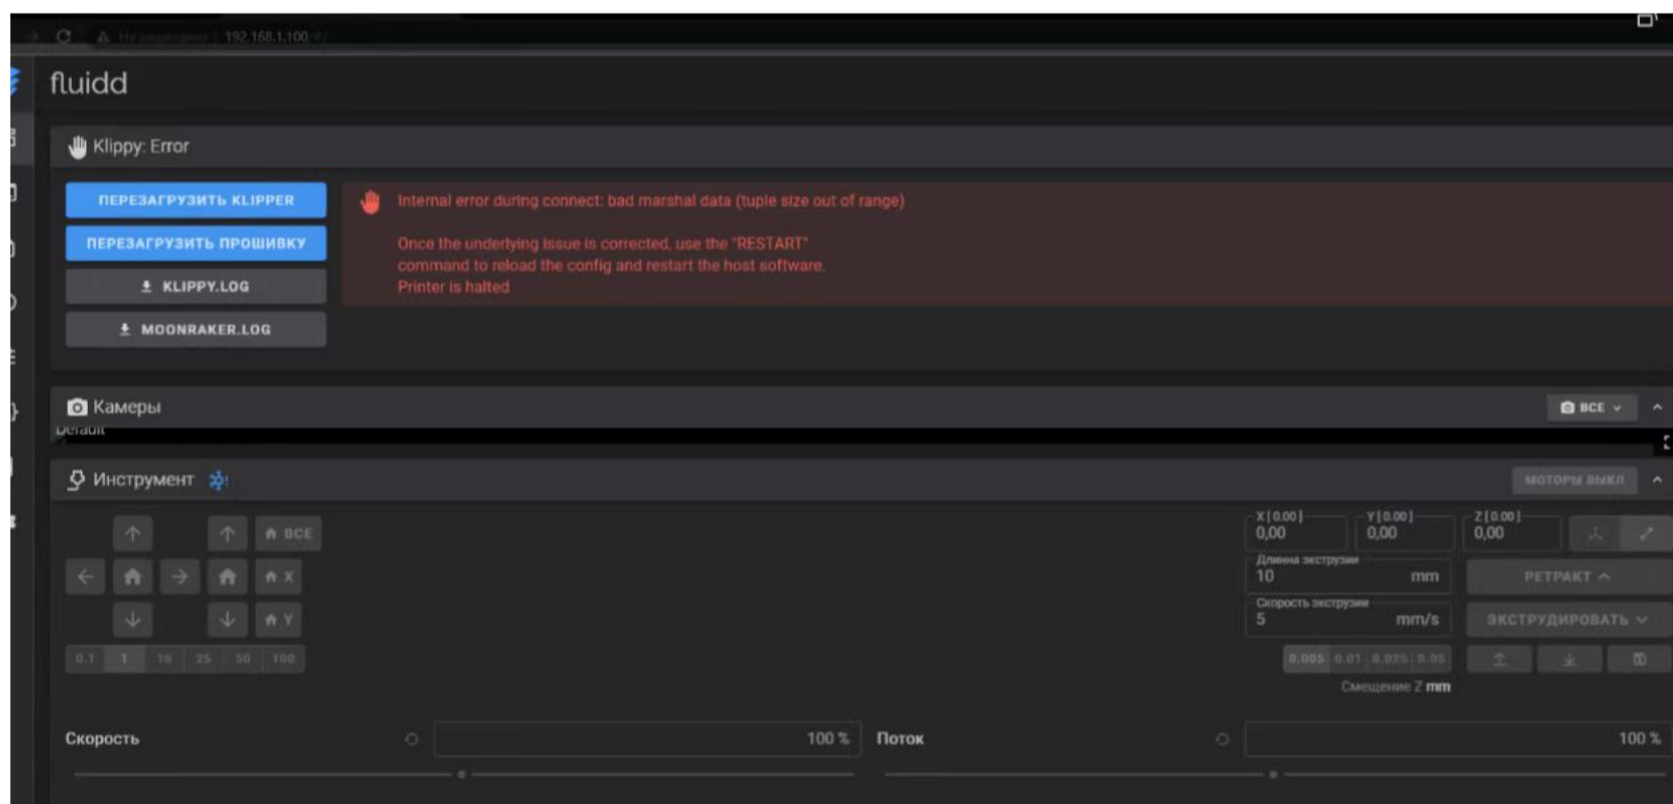 192.168.1.100/#/
fluidd
Klippy: Error
ПЕРЕЗАГРУЗИТЬ KLIPPER
ПЕРЕЗАГРУЗИТЬ ПРОШИВКУ
KLIPPY.LOG
MOONRAKER.LOG
Internal error during connect: bad marshal data (tuple size out of range)
Once the underlying issue is corrected, use the "RESTART"
command to reload the config and restart the host software.
Printer is halted
Камеры
ВСЕ
Default
Инструмент
МОТОРЫ ВЫКЛ
ВСЕ
X
Y
0.1 1 10 25 50 100
X [ 0.00 ] Y [ 0.00 ] Z [ 0.00 ]
0,00 0,00 0,00
Длинна экструзии
10 mm
РЕТРАКТ
Скорость экструзии
5 mm/s
ЭКСТРУДИРОВАТЬ
0.005 0.01 0.025 0.05
Смещение Z mm
Скорость 100 %
Поток 100 %